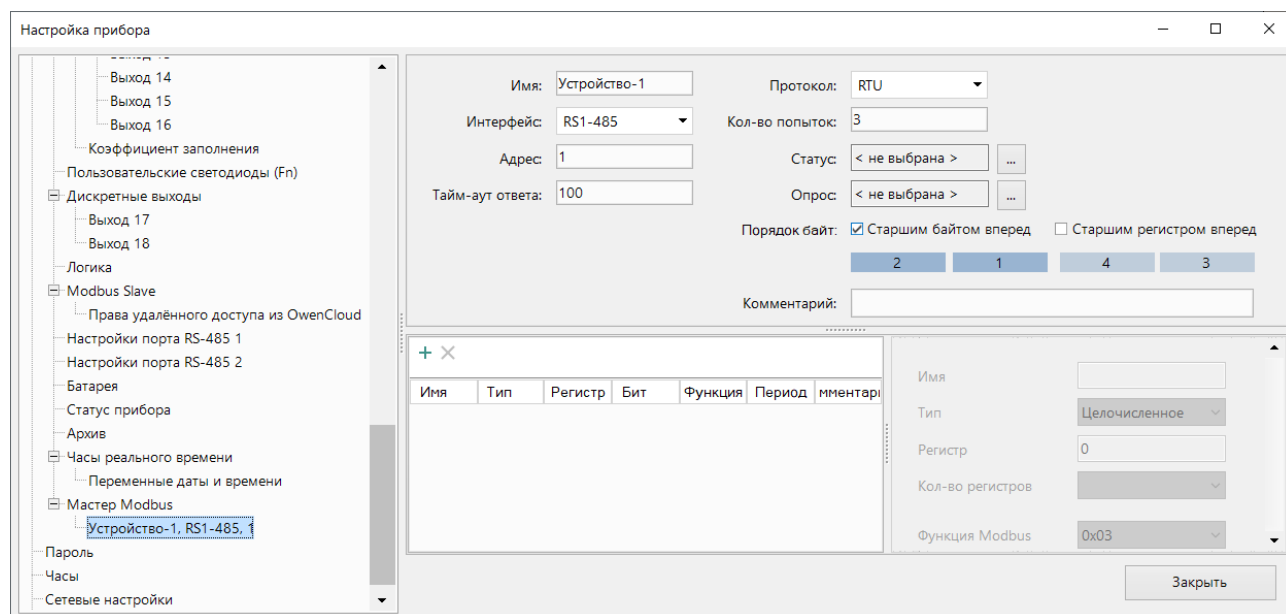 Настройка прибора
Выход 14
Выход 15
Выход 16
Коэффициент заполнения
Пользовательские светодиоды (Fn)
Дискретные выходы
Выход 17
Выход 18
Логика
Modbus Slave
Права удалённого доступа из OwenCloud
Настройки порта RS-485 1
Настройки порта RS-485 2
Батарея
Статус прибора
Архив
Часы реального времени
Переменные даты и времени
Мастер Modbus
Устройство-1, RS1-485, 1
Пароль
Часы
Сетевые настройки
Имя: Устройство-1 Протокол: RTU
Интерфейс: RS1-485 Кол-во попыток: 3
Адрес: 1 Статус: < не выбрана > ...
Тайм-аут ответа: 100 Опрос: < не выбрана > ...
Порядок байт: Старшим байтом вперед Старшим регистром вперед
2 1 4 3
Комментарий:
Имя Тип Регистр Бит Функция Период мментари
Имя
Тип Целочисленное
Регистр 0
Кол-во регистров
Функция Modbus 0x03
Закрыть